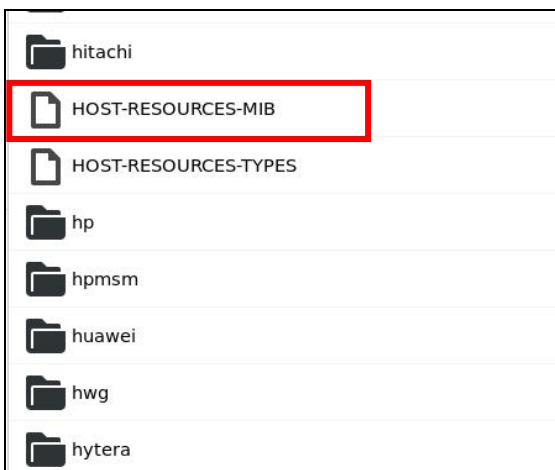 hitachi
HOST-RESOURCES-MIB
HOST-RESOURCES-TYPES
hp
hpmsm
huawei
hwg
hytera